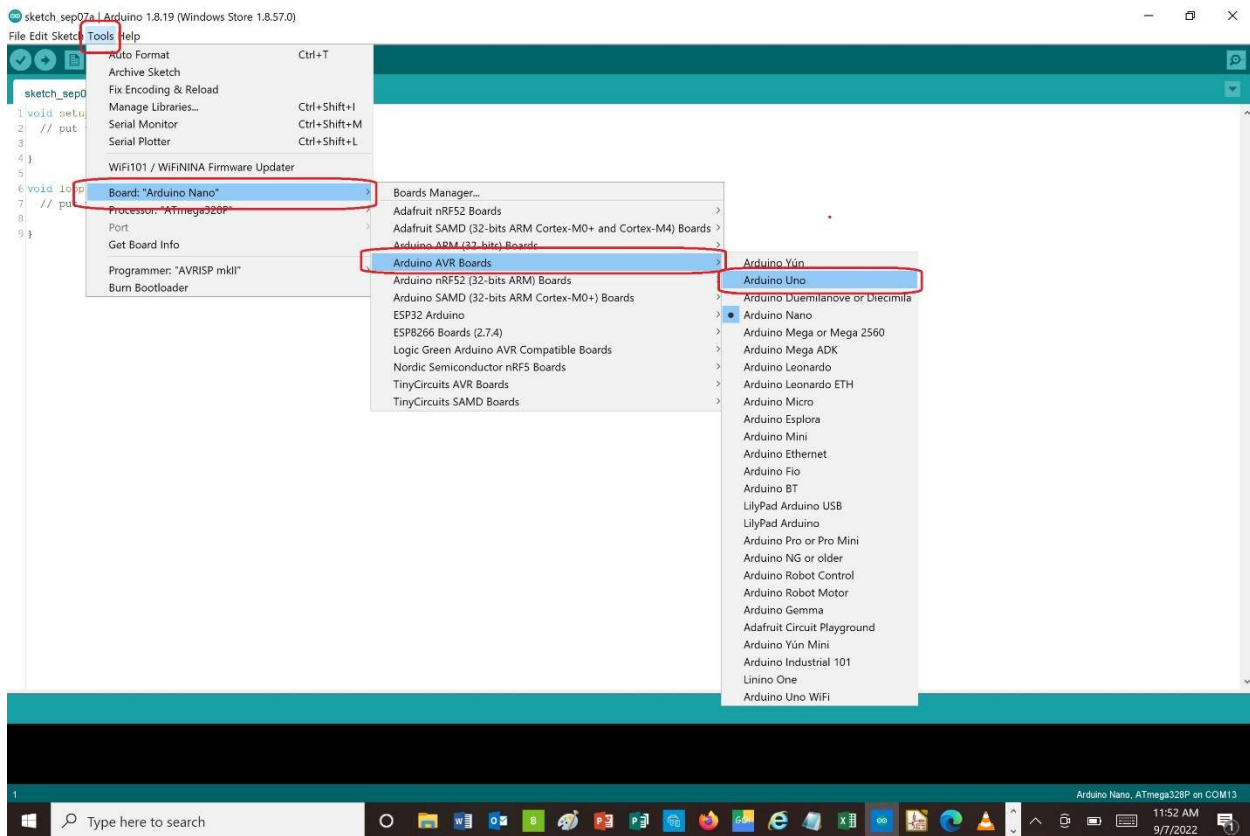 sketch_sep07a | Arduino 1.8.19 (Windows Store 1.8.57.0)
File Edit Sketch Tools Help
sketch_sep0
Auto Format Ctrl+T
Archive Sketch
Fix Encoding & Reload
Manage Libraries... Ctrl+Shift+I
Serial Monitor Ctrl+Shift+M
Serial Plotter Ctrl+Shift+L
WiFi101 / WiFiNINA Firmware Updater
Board: "Arduino Nano"
Processor: "ATmega328P"
Port
Get Board Info
Programmer: "AVRISP mkII"
Burn Bootloader
1 void setu
2 // put
3
4 }
5
6 void loop
7 // put
8
9 }
Boards Manager...
Adafruit nRF52 Boards
Adafruit SAMD (32-bits ARM Cortex-M0+ and Cortex-M4) Boards
Arduino ARM (32-bits) Boards
Arduino AVR Boards
Arduino nRF52 (32-bits ARM) Boards
Arduino SAMD (32-bits ARM Cortex-M0+) Boards
ESP32 Arduino
ESP8266 Boards (2.7.4)
Logic Green Arduino AVR Compatible Boards
Nordic Semiconductor nRF5 Boards
TinyCircuits AVR Boards
TinyCircuits SAMD Boards
Arduino Yún
Arduino Uno
Arduino Duemilanove or Diecimila
Arduino Nano
Arduino Mega or Mega 2560
Arduino Mega ADK
Arduino Leonardo
Arduino Leonardo ETH
Arduino Micro
Arduino Esplora
Arduino Mini
Arduino Ethernet
Arduino Fio
Arduino BT
LilyPad Arduino USB
LilyPad Arduino
Arduino Pro or Pro Mini
Arduino NG or older
Arduino Robot Control
Arduino Robot Motor
Arduino Gemma
Adafruit Circuit Playground
Arduino Yún Mini
Arduino Industrial 101
Linino One
Arduino Uno WiFi
1 Arduino Nano, ATmega328P on COM13
Type here to search
11:52 AM
9/7/2022